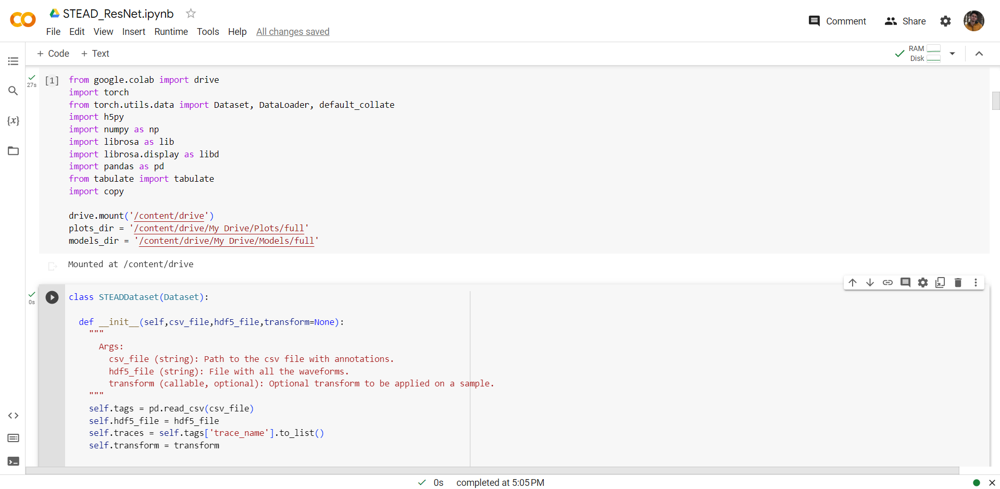 STEAD_ResNet.ipynb
File Edit View Insert Runtime Tools Help All changes saved
Comment Share
+ Code + Text
RAM
Disk
27s
[1]
from google.colab import drive
import torch
from torch.utils.data import Dataset, DataLoader, default_collate
import h5py
import numpy as np
import librosa as lib
import librosa.display as libd
import pandas as pd
from tabulate import tabulate
import copy
drive.mount('/content/drive')
plots_dir = '/content/drive/My Drive/Plots/full'
models_dir = '/content/drive/My Drive/Models/full'
Mounted at /content/drive
0s
class STEADDataset(Dataset):
def __init__(self,csv_file,hdf5_file,transform=None):
"""
Args:
csv_file (string): Path to the csv file with annotations.
hdf5_file (string): File with all the waveforms.
transform (callable, optional): Optional transform to be applied on a sample.
"""
self.tags = pd.read_csv(csv_file)
self.hdf5_file = hdf5_file
self.traces = self.tags['trace_name'].to_list()
self.transform = transform
0s completed at 5:05 PM